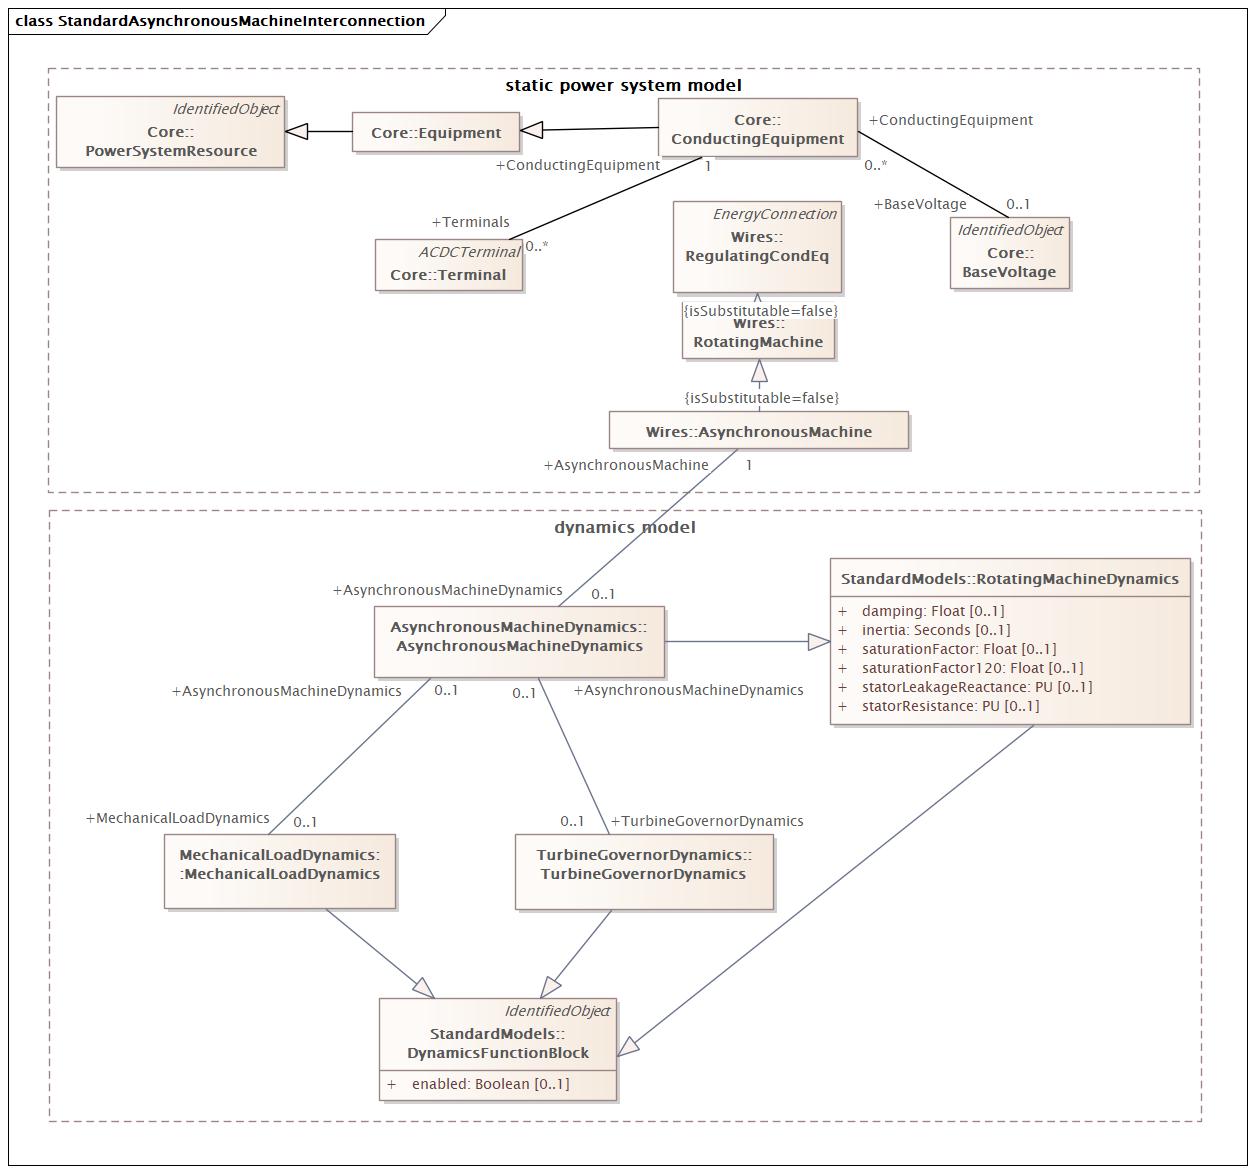 class StandardAsynchronousMachineInterconnection
static power system model
IdentifiedObject
Core::
PowerSystemResource
Core::Equipment
Core::
ConductingEquipment
+ConductingEquipment
+ConductingEquipment
1
0..*
+Terminals
0..*
+BaseVoltage
0..1
ACDCTerminal
Core::Terminal
EnergyConnection
Wires::
RegulatingCondEq
IdentifiedObject
Core::
BaseVoltage
{isSubstitutable=false}
Wires::
RotatingMachine
{isSubstitutable=false}
Wires::AsynchronousMachine
+AsynchronousMachine
1
dynamics model
+AsynchronousMachineDynamics
0..1
AsynchronousMachineDynamics::
AsynchronousMachineDynamics
StandardModels::RotatingMachineDynamics
+ damping: Float [0..1]
+ inertia: Seconds [0..1]
+ saturationFactor: Float [0..1]
+ saturationFactor120: Float [0..1]
+ statorLeakageReactance: PU [0..1]
+ statorResistance: PU [0..1]
+AsynchronousMachineDynamics
0..1
0..1
+AsynchronousMachineDynamics
+MechanicalLoadDynamics
0..1
0..1
+TurbineGovernorDynamics
MechanicalLoadDynamics:
:MechanicalLoadDynamics
TurbineGovernorDynamics::
TurbineGovernorDynamics
IdentifiedObject
StandardModels::
DynamicsFunctionBlock
+ enabled: Boolean [0..1]